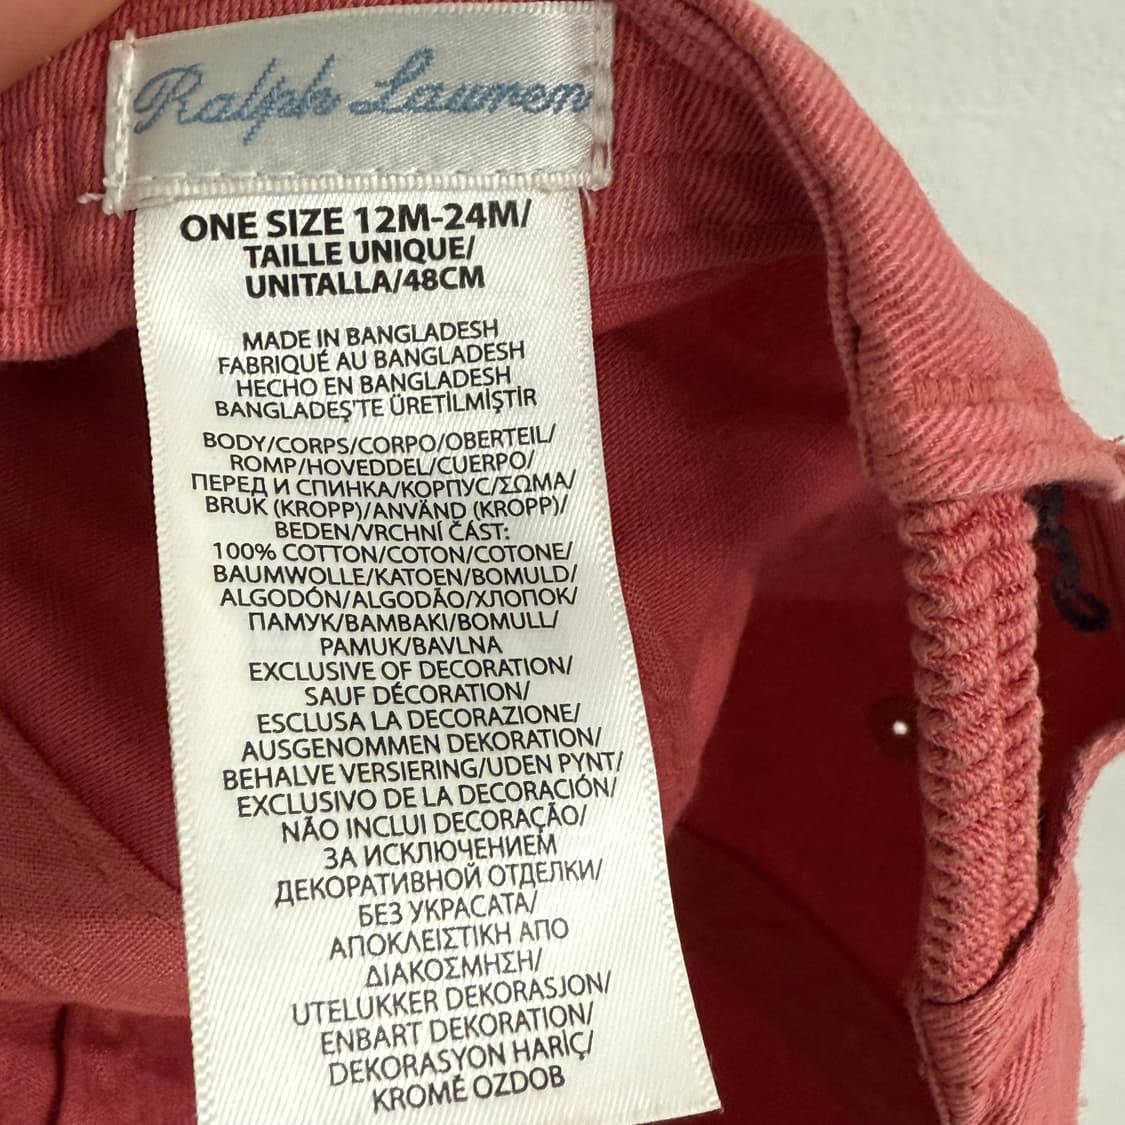 Ralph Lauren
ONE SIZE 12M-24M/
TAILLE UNIQUE/
UNITALLA/48CM
MADE IN BANGLADESH
FABRIQUÉ AU BANGLADESH
HECHO EN BANGLADESH
BANGLADEŞ'TE ÜRETİLMİŞTİR
BODY/CORPS/CORPO/OBERTEIL/
ROMP/HOVEDDEL/CUERPO/
ПЕРЕД И СПИНКА/КОРПУС/ΣΩΜΑ/
BRUK (KROPP)/ANVÄND (KROPP)/
BEDEN/VRCHNÍ ČÁST:
100% COTTON/COTON/COTONE/
BAUMWOLLE/KATOEN/BOMULD/
ALGODÓN/ALGODÃO/ХЛОПОК/
ПАМУК/ΒΑΜΒΑΚΙ/BOMULL/
PAMUK/BAVLNA
EXCLUSIVE OF DECORATION/
SAUF DÉCORATION/
ESCLUSA LA DECORAZIONE/
AUSGENOMMEN DEKORATION/
BEHALVE VERSIERING/UDEN PYNT/
EXCLUSIVO DE LA DECORACIÓN/
NÃO INCLUI DECORAÇÃO/
ЗА ИСКЛЮЧЕНИЕМ
ДЕКОРАТИВНОЙ ОТДЕЛКИ/
БЕЗ УКРАСАТА/
ΑΠΟΚΛΕΙΣΤΙΚΗ ΑΠΟ
ΔΙΑΚΟΣΜΗΣΗ/
UTELUKKER DEKORASJON/
ENBART DEKORATION/
DEKORASYON HARİÇ/
KROMĚ OZDOB